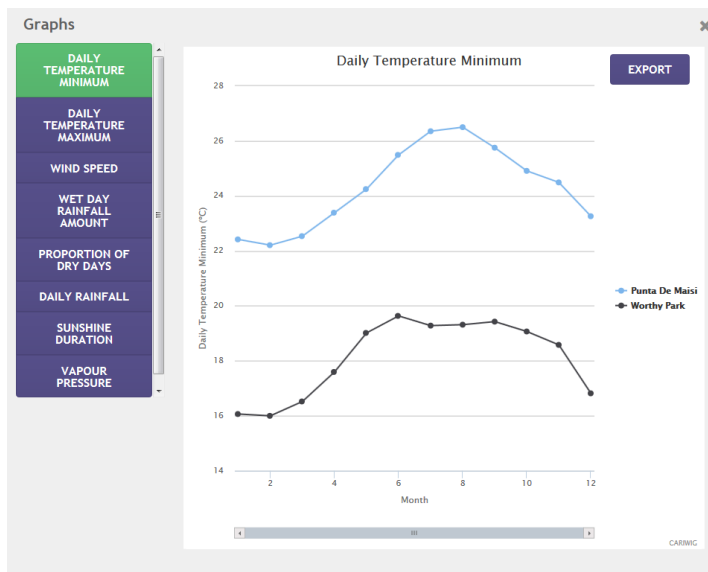 Graphs
DAILY
TEMPERATURE
MINIMUM
DAILY
TEMPERATURE
MAXIMUM
WIND SPEED
WET DAY
RAINFALL
AMOUNT
PROPORTION OF
DRY DAYS
DAILY RAINFALL
SUNSHINE
DURATION
VAPOUR
PRESSURE
Daily Temperature Minimum
EXPORT
Daily Temperature Minimum (°C)
28
26
24
22
20
18
16
14
2
4
6
8
10
12
Month
Punta De Maisi
Worthy Park
CARIWIG